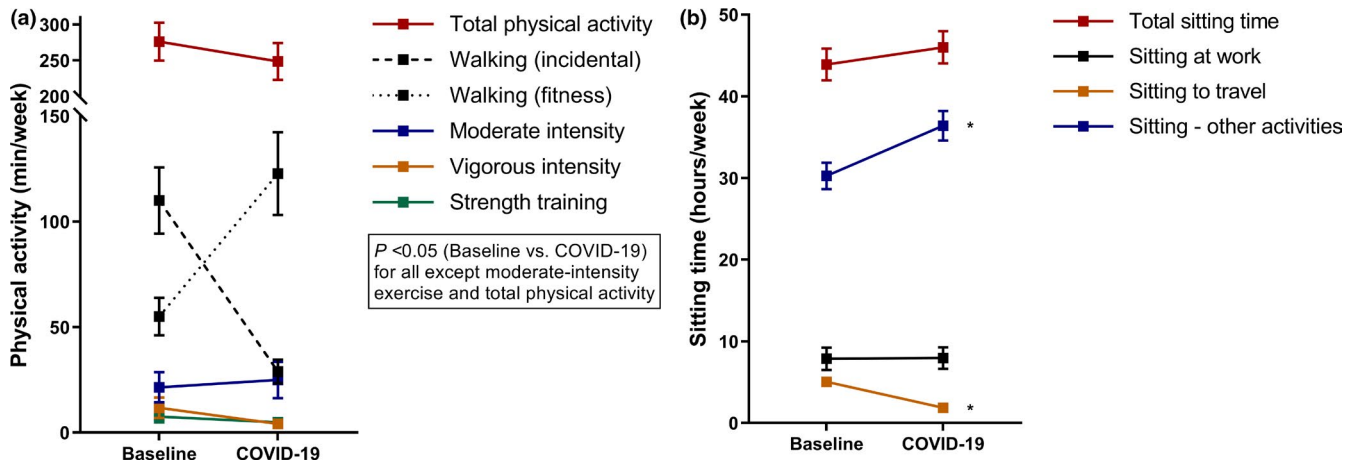 (a)
Physical activity (min/week)
300
250
200
150
100
50
0
Baseline COVID-19
Total physical activity
Walking (incidental)
Walking (fitness)
Moderate intensity
Vigorous intensity
Strength training
P <0.05 (Baseline vs. COVID-19)
for all except moderate-intensity
exercise and total physical activity
(b)
Sitting time (hours/week)
50
40
30
20
10
0
*
*
Baseline COVID-19
Total sitting time
Sitting at work
Sitting to travel
Sitting - other activities